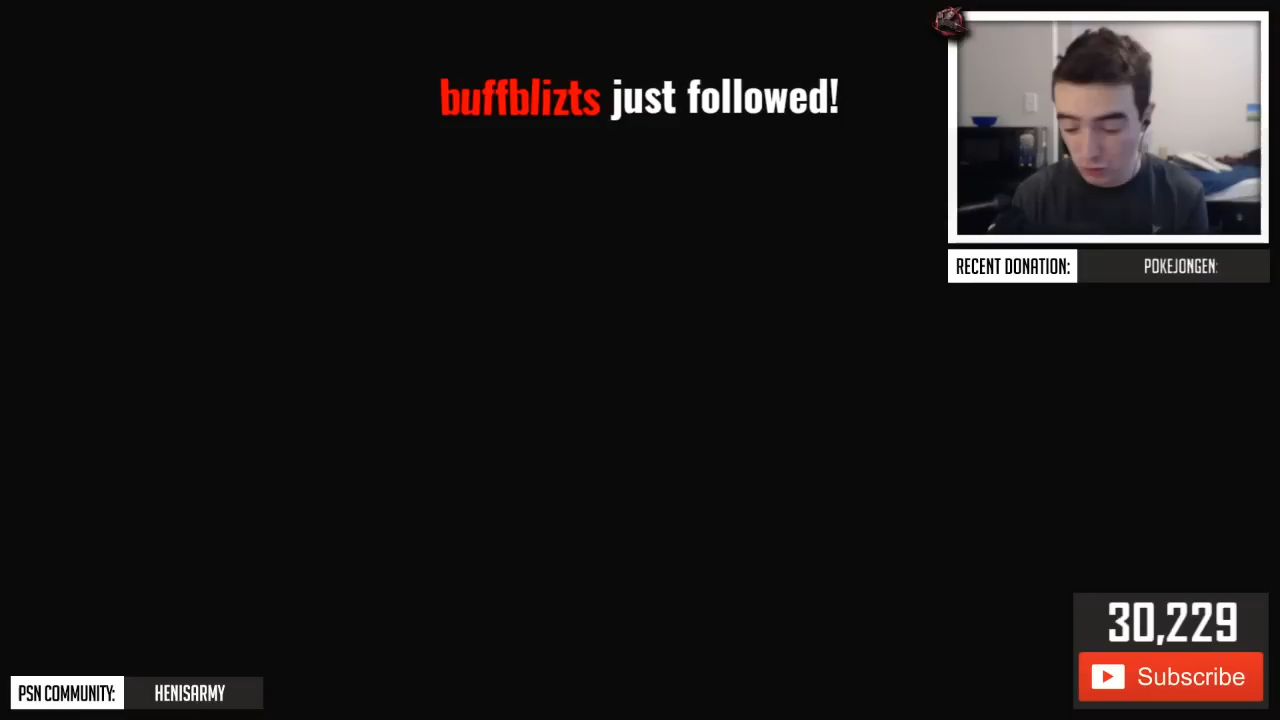 buffblizts just followed!
RECENT DONATION: POKEJONGEN:
30,229
Subscribe
PSN COMMUNITY: HENISARMY